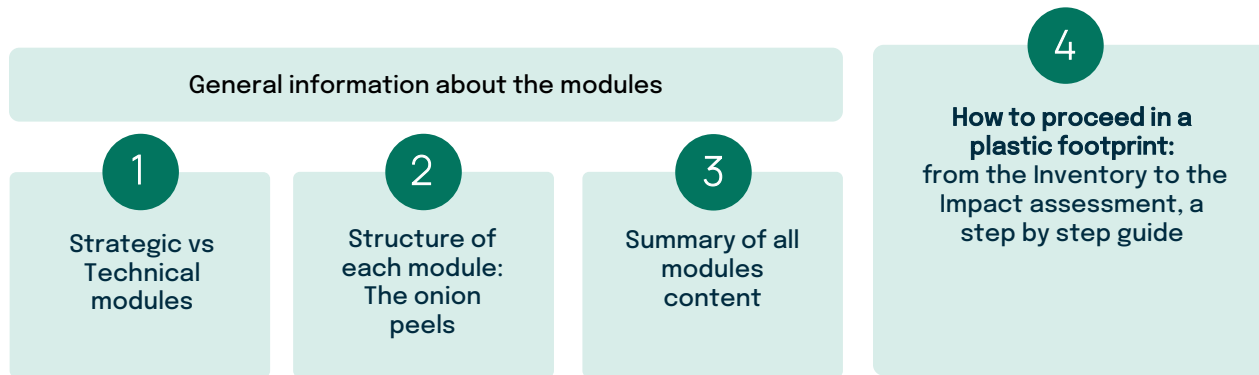 General information about the modules
1
Strategic vs
Technical
modules
2
Structure of
each module:
The onion
peels
3
Summary of all
modules
content
4
How to proceed in a
plastic footprint:
from the Inventory to the
Impact assessment, a
step by step guide